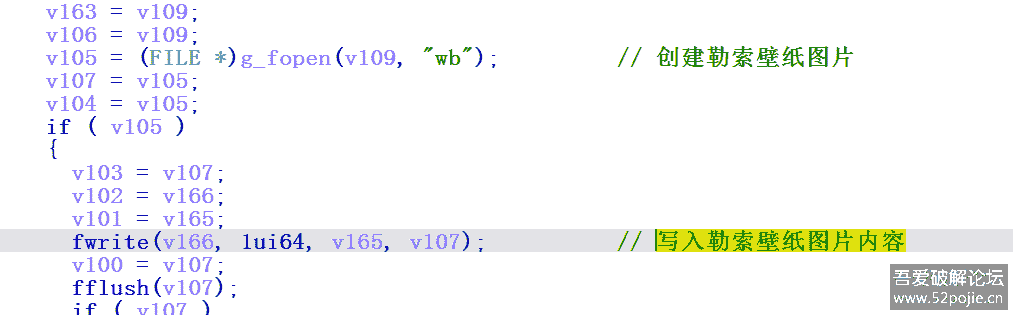 v163 = v109;
v106 = v109;
v105 = (FILE *)g_fopen(v109, "wb"); // 创建勒索壁纸图片
v107 = v105;
v104 = v105;
if ( v105 )
{
v103 = v107;
v102 = v166;
v101 = v165;
fwrite(v166, 1ui64, v165, v107); // 写入勒索壁纸图片内容
v100 = v107;
fflush(v107);
if ( v107 )
吾爱破解论坛
www.52pojie.cn